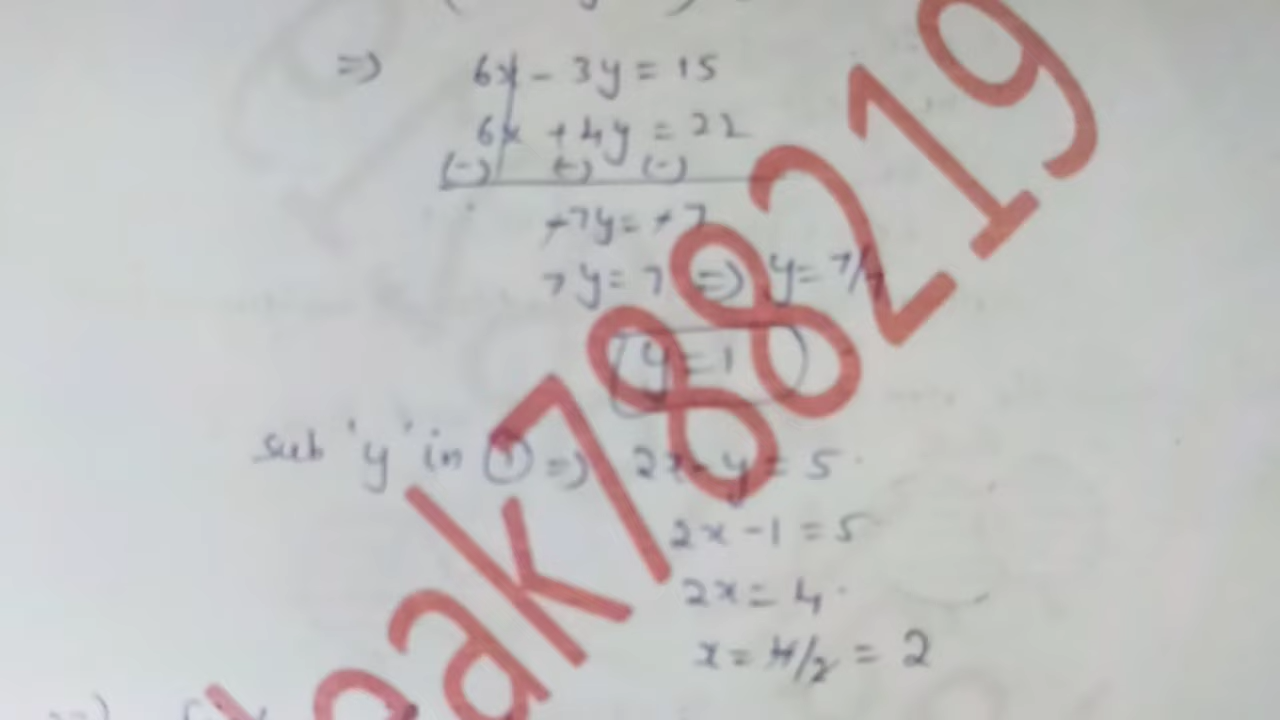 => 6x - 3y = 15
6x + 4y = 22
(-) (-) (-)
+7y = +7
7y = 7 => y = 7/7
y = 1
sub 'y' in ① => 2x - y = 5
2x - 1 = 5
2x = 4
x = 4/2 = 2
ak788219